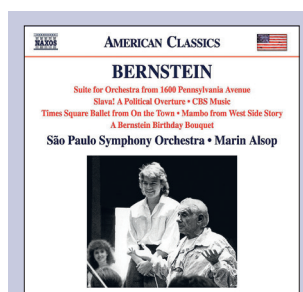 NAXOS
AMERICAN CLASSICS
BERNSTEIN
Suite for Orchestra from 1600 Pennsylvania Avenue
Slava! A Political Overture • CBS Music
Times Square Ballet from On the Town • Mambo from West Side Story
A Bernstein Birthday Bouquet
São Paulo Symphony Orchestra • Marin Alsop